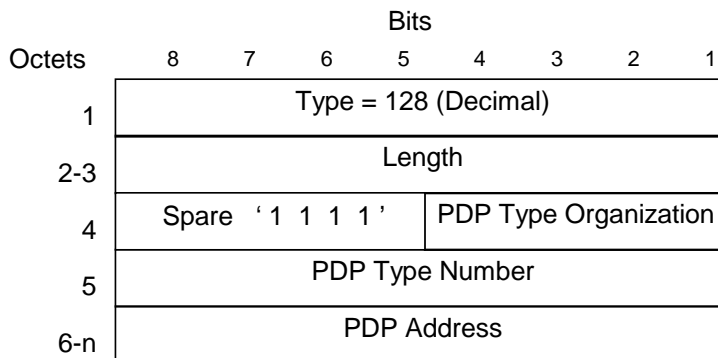 Bits
Octets 8 7 6 5 4 3 2 1
1 Type = 128 (Decimal)
2-3 Length
4 Spare ‘ 1 1 1 1 ’ PDP Type Organization
5 PDP Type Number
6-n PDP Address